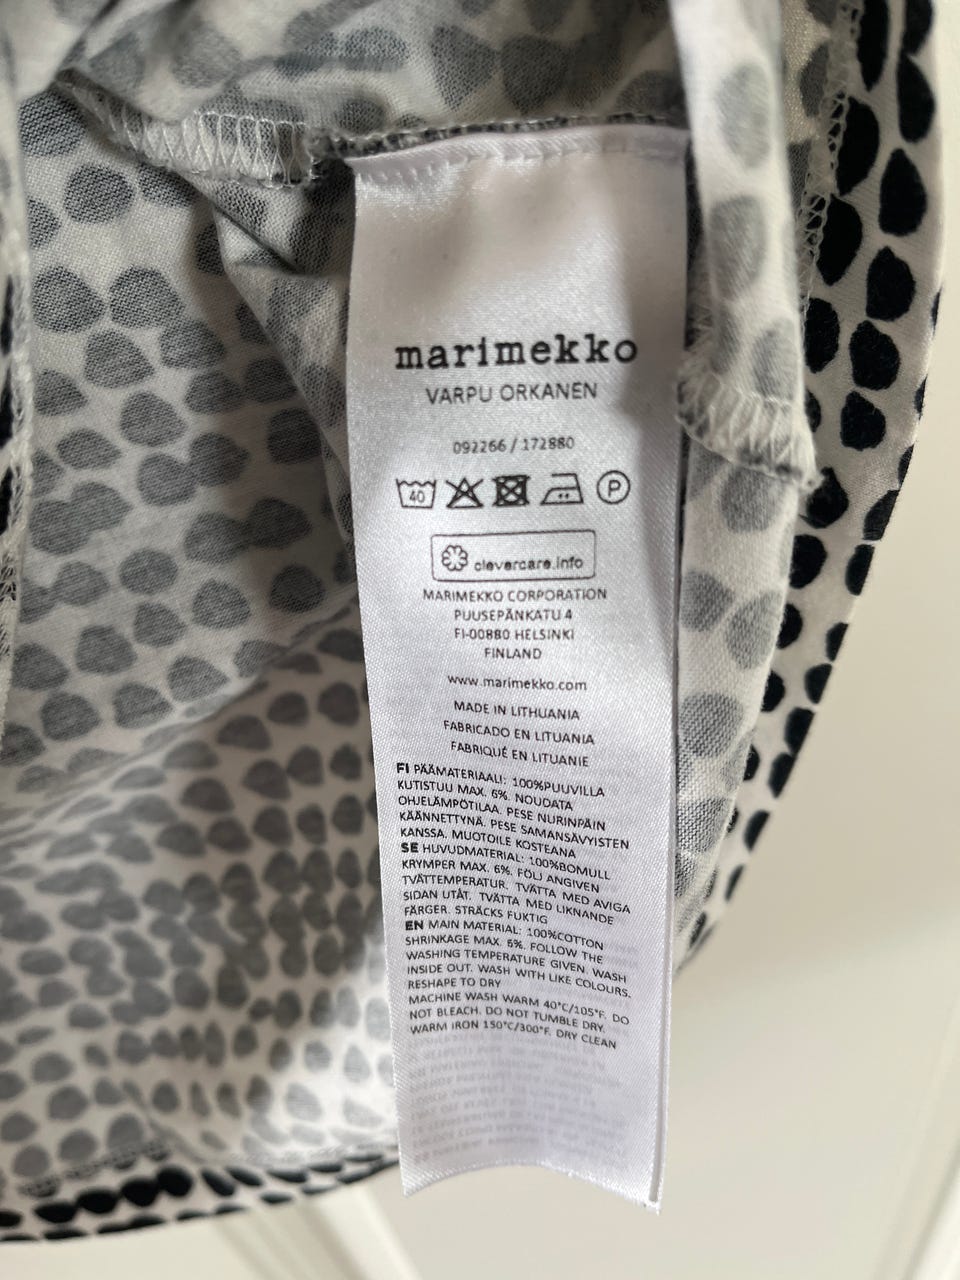 marimekko
VARPU ORKANEN
092266 / 172880
40 P
clevercare.info
MARIMEKKO CORPORATION
PUUSEPÄNKATU 4
FI-00880 HELSINKI
FINLAND
www.marimekko.com
MADE IN LITHUANIA
FABRICADO EN LITUANIA
FABRIQUÉ EN LITUANIE
FI PÄÄMATERIAALI: 100%PUUVILLA
KUTISTUU MAX. 6%. NOUDATA
OHJELÄMPÖTILAA. PESE NURINPÄIN
KÄÄNNETTYNÄ. PESE SAMANSÄVYISTEN
KANSSA. MUOTOILE KOSTEANA
SE HUVUDMATERIAL: 100%BOMULL
KRYMPER MAX. 6%. FÖLJ ANGIVEN
TVÄTTEMPERATUR. TVÄTTA MED AVIGA
SIDAN UTÅT. TVÄTTA MED LIKNANDE
FÄRGER. STRÄCKS FUKTIG
EN MAIN MATERIAL: 100%COTTON
SHRINKAGE MAX. 6%. FOLLOW THE
WASHING TEMPERATURE GIVEN. WASH
INSIDE OUT. WASH WITH LIKE COLOURS.
RESHAPE TO DRY
MACHINE WASH WARM 40°C/105°F. DO
NOT BLEACH. DO NOT TUMBLE DRY.
WARM IRON 150°C/300°F. DRY CLEAN